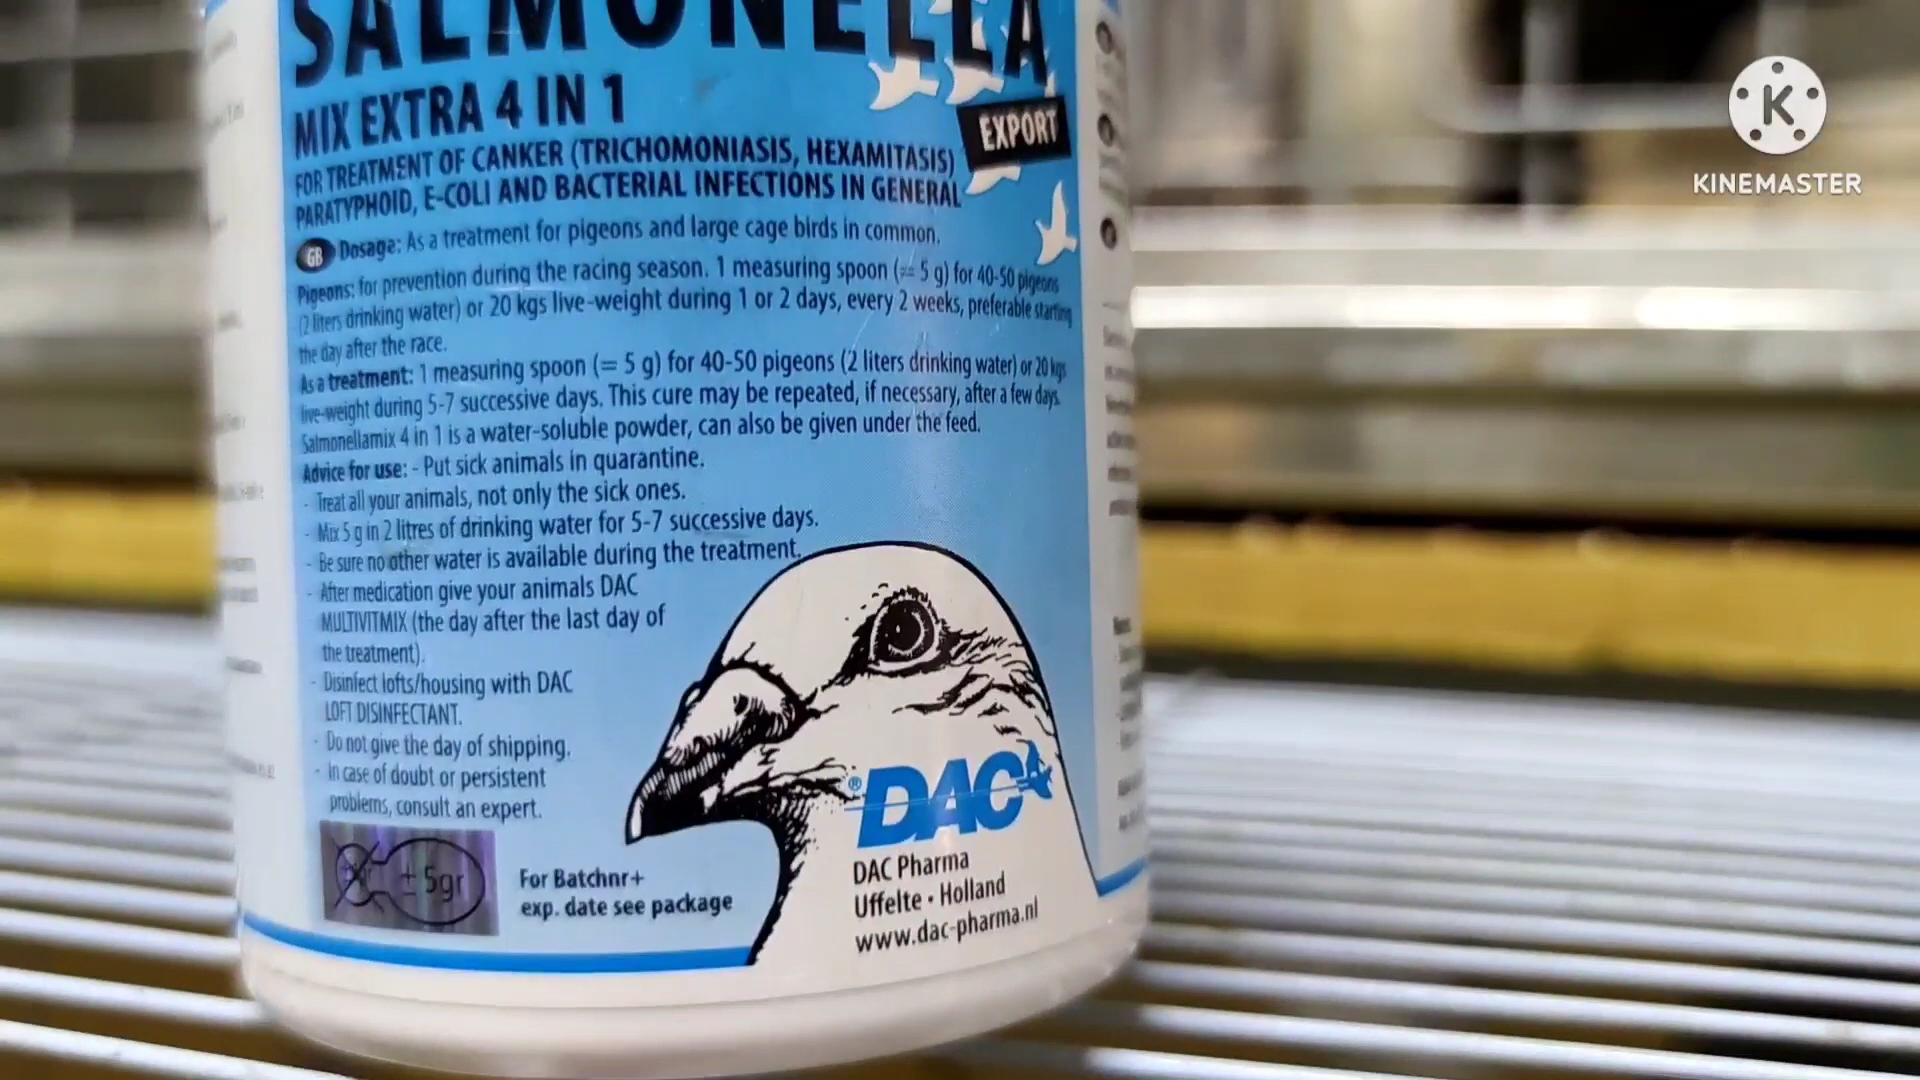 SALMONELLA
MIX EXTRA 4 IN 1
EXPORT
FOR TREATMENT OF CANKER (TRICHOMONIASIS, HEXAMITASIS)
PARATYPHOID, E-COLI AND BACTERIAL INFECTIONS IN GENERAL
GB Dosage: As a treatment for pigeons and large cage birds in common.
Pigeons: for prevention during the racing season. 1 measuring spoon (= 5 g) for 40-50 pigeons
(2 liters drinking water) or 20 kgs live-weight during 1 or 2 days, every 2 weeks, preferable starting
the day after the race.
As a treatment: 1 measuring spoon (= 5 g) for 40-50 pigeons (2 liters drinking water) or 20 kgs
live-weight during 5-7 successive days. This cure may be repeated, if necessary, after a few days.
Salmonellamix 4 in 1 is a water-soluble powder, can also be given under the feed.
Advice for use: - Put sick animals in quarantine.
- Treat all your animals, not only the sick ones.
- Mix 5 g in 2 litres of drinking water for 5-7 successive days.
- Be sure no other water is available during the treatment.
- After medication give your animals DAC
MULTIVITMIX (the day after the last day of
the treatment).
- Disinfect lofts/housing with DAC
LOFT DISINFECTANT.
- Do not give the day of shipping.
- In case of doubt or persistent
problems, consult an expert.
± 5gr
For Batchnr+
exp. date see package
®DAC
DAC Pharma
Uffelte • Holland
www.dac-pharma.nl
K
KINEMASTER